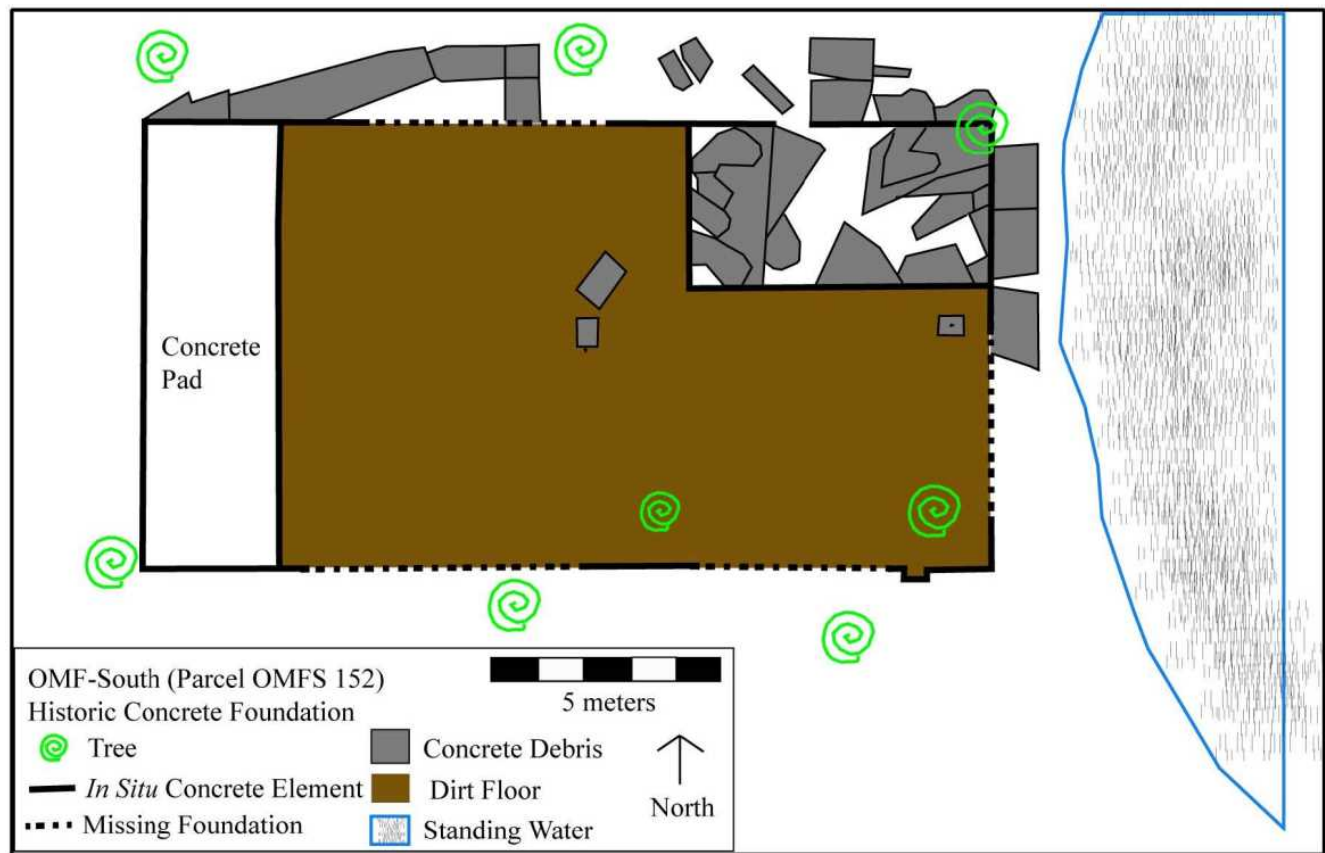 Concrete
Pad
OMF-South (Parcel OMFS 152)
Historic Concrete Foundation
5 meters
Tree
Concrete Debris
In Situ Concrete Element
Dirt Floor
North
Missing Foundation
Standing Water